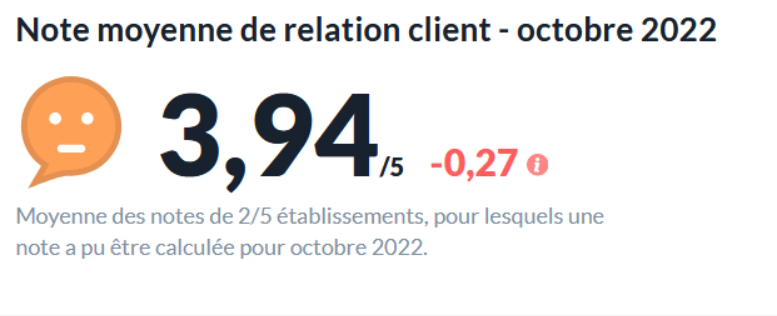 Note moyenne de relation client - octobre 2022
3,94/5 -0,27 i
Moyenne des notes de 2/5 établissements, pour lesquels une
note a pu être calculée pour octobre 2022.